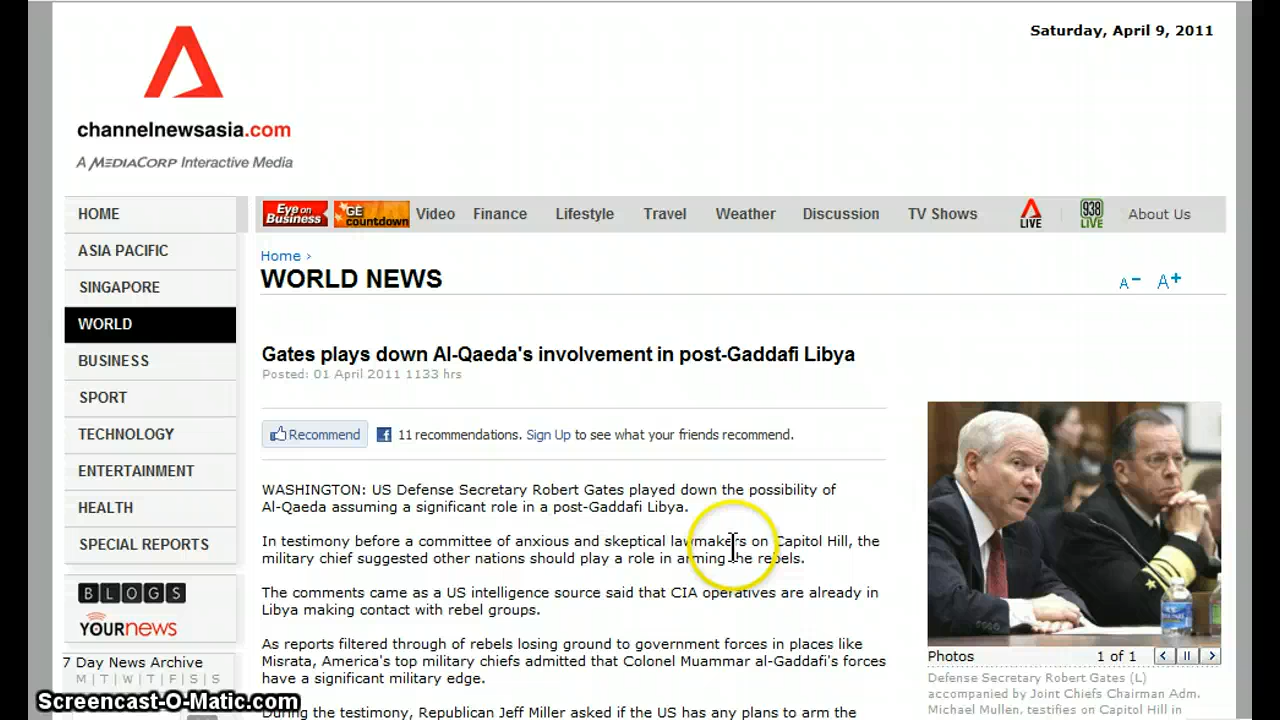 Saturday, April 9, 2011
channelnewsasia.com
A MEDIACORP Interactive Media
HOME
ASIA PACIFIC
SINGAPORE
WORLD
BUSINESS
SPORT
TECHNOLOGY
ENTERTAINMENT
HEALTH
SPECIAL REPORTS
BLOGS
YOURnews
7 Day News Archive
M | T | W | T | F | S | S
Eye on Business GE countdown Video Finance Lifestyle Travel Weather Discussion TV Shows LIVE 938 LIVE About Us
Home ›
WORLD NEWS
A− A+
Gates plays down Al-Qaeda's involvement in post-Gaddafi Libya
Posted: 01 April 2011 1133 hrs
Recommend 11 recommendations. Sign Up to see what your friends recommend.
WASHINGTON: US Defense Secretary Robert Gates played down the possibility of
Al-Qaeda assuming a significant role in a post-Gaddafi Libya.
In testimony before a committee of anxious and skeptical lawmakers on Capitol Hill, the
military chief suggested other nations should play a role in arming the rebels.
The comments came as a US intelligence source said that CIA operatives are already in
Libya making contact with rebel groups.
As reports filtered through of rebels losing ground to government forces in places like
Misrata, America's top military chiefs admitted that Colonel Muammar al-Gaddafi's forces
have a significant military edge.
During the testimony, Republican Jeff Miller asked if the US has any plans to arm the
Photos 1 of 1
Defense Secretary Robert Gates (L)
accompanied by Joint Chiefs Chairman Adm.
Michael Mullen, testifies on Capitol Hill in
Screencast-O-Matic.com